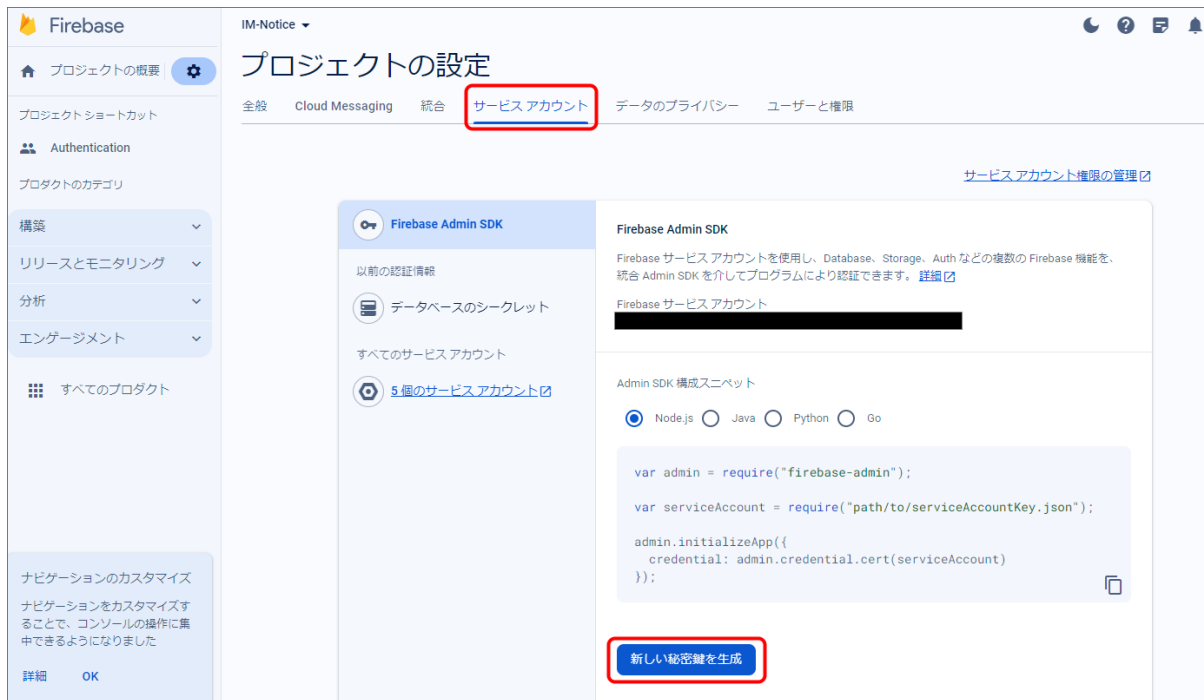 Firebase
IM-Notice
プロジェクトの概要
プロジェクトの設定
全般 Cloud Messaging 統合 サービス アカウント データのプライバシー ユーザーと権限
プロジェクト ショートカット
Authentication
プロダクトのカテゴリ
構築
リリースとモニタリング
分析
エンゲージメント
すべてのプロダクト
ナビゲーションのカスタマイズ
ナビゲーションをカスタマイズす
ることで、コンソールの操作に集
中できるようになりました
詳細 OK
サービス アカウント権限の管理
Firebase Admin SDK
以前の認証情報
データベースのシークレット
すべてのサービス アカウント
5 個のサービス アカウント
Firebase Admin SDK
Firebase サービス アカウントを使用し、Database、Storage、Auth などの複数の Firebase 機能を、
統合 Admin SDK を介してプログラムにより認証できます。 詳細
Firebase サービス アカウント
Admin SDK 構成スニペット
Node.js Java Python Go
var admin = require("firebase-admin");
var serviceAccount = require("path/to/serviceAccountKey.json");
admin.initializeApp({
  credential: admin.credential.cert(serviceAccount)
});
新しい秘密鍵を生成